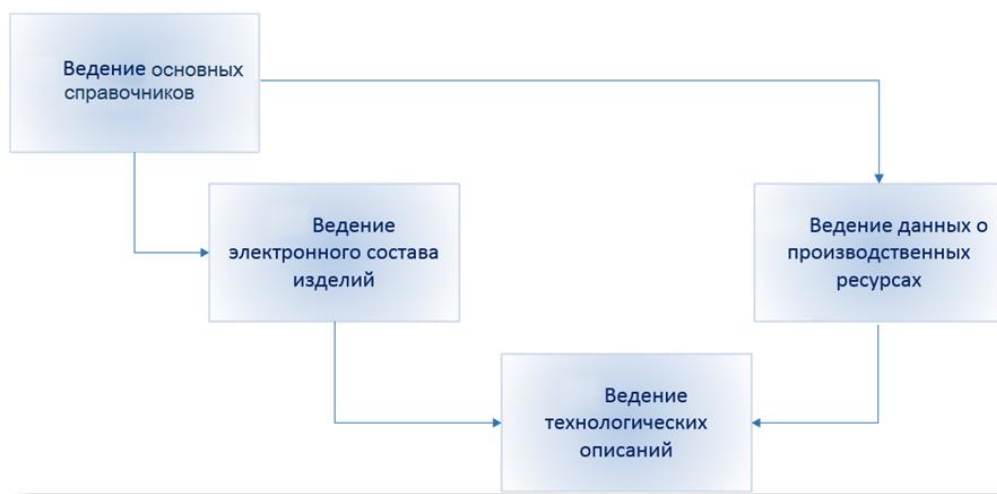 Ведение основных
справочников
Ведение
электронного состава
изделий
Ведение данных о
производственных
ресурсах
Ведение
технологических
описаний